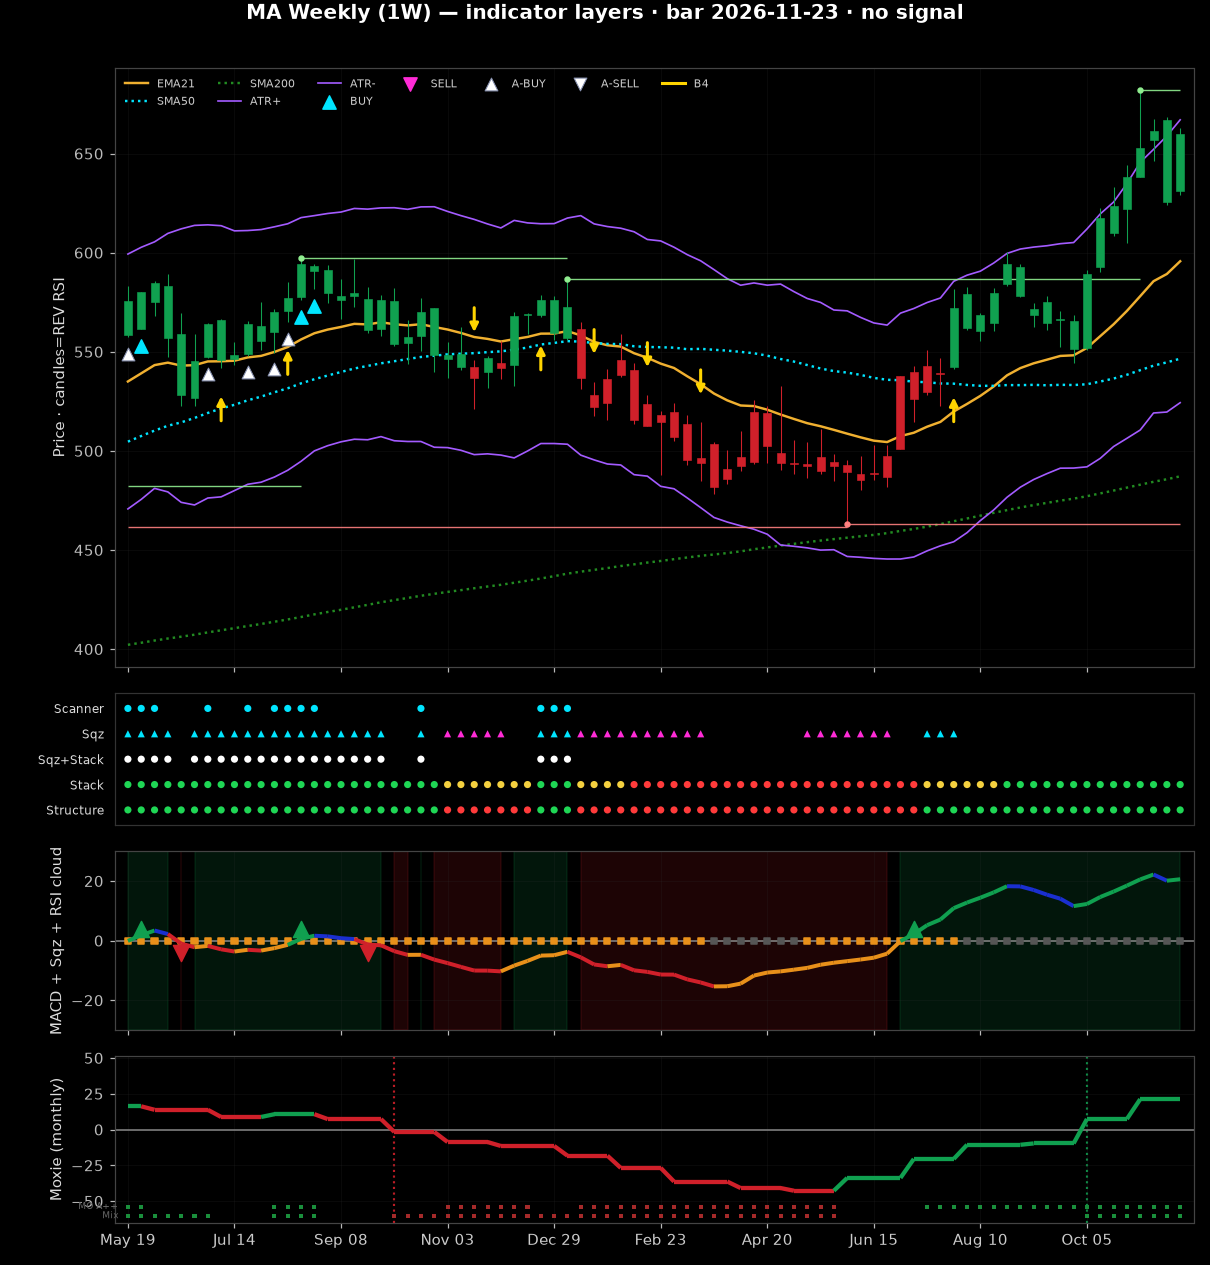 MA Weekly (1W) — indicator layers · bar 2026-11-23 · no signal
EMA21 SMA200 ATR- SELL A-BUY A-SELL B4
SMA50 ATR+ BUY
Price · candles=REV RSI
650
600
550
500
450
400
Scanner
Sqz
Sqz+Stack
Stack
Structure
MACD + Sqz + RSI cloud
20
0
−20
Moxie (monthly)
50
25
0
−25
−50
Mix
May 19 Jul 14 Sep 08 Nov 03 Dec 29 Feb 23 Apr 20 Jun 15 Aug 10 Oct 05